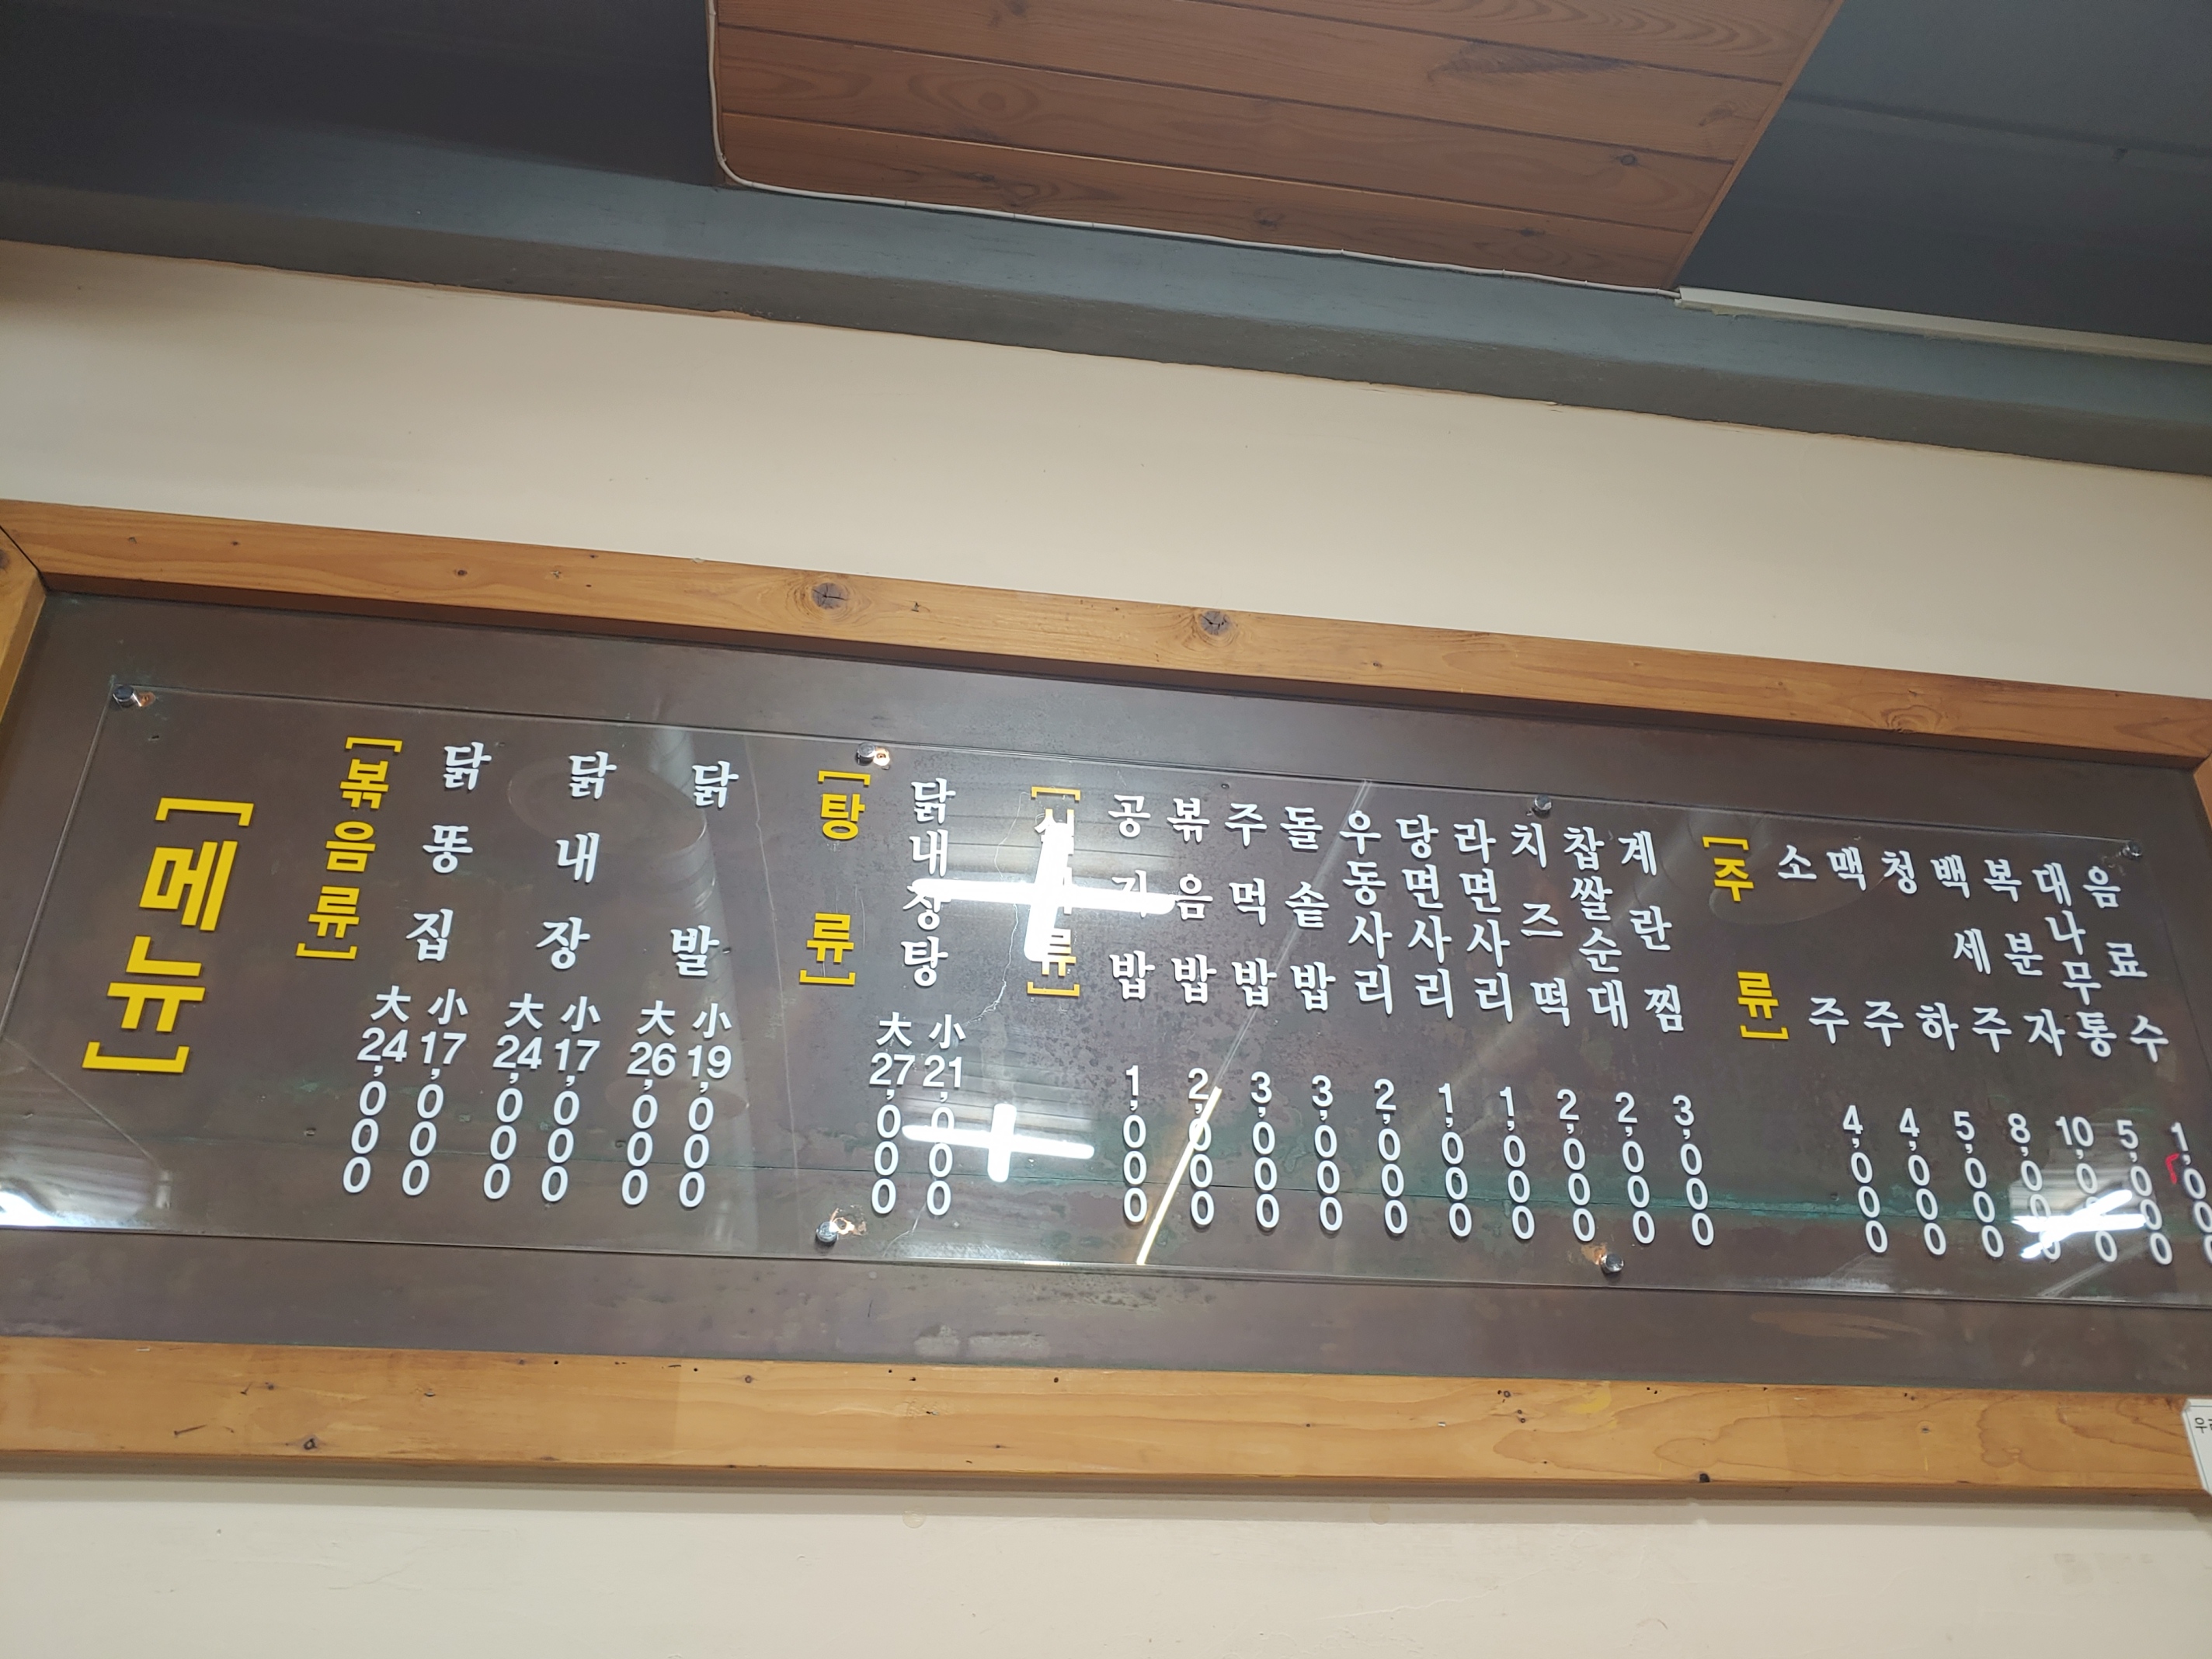 [메뉴]
[볶음류]
닭똥집
大 24,000
小 17,000
닭내장
大 24,000
小 17,000
닭발
大 26,000
小 19,000
[탕류]
닭내장탕
大 27,000
小 21,000
[식사류]
공기밥 1,000
볶음밥 2,000
주먹밥 3,000
돌솥밥 3,000
우동사리 2,000
당면사리 1,000
라면사리 1,000
치즈떡 2,000
찹쌀순대 2,000
계란찜 3,000
[주류]
소주 4,000
맥주 4,000
청하 5,000
백세주 8,000
복분자 10,000
대나무통 5,000
음료수 1,000